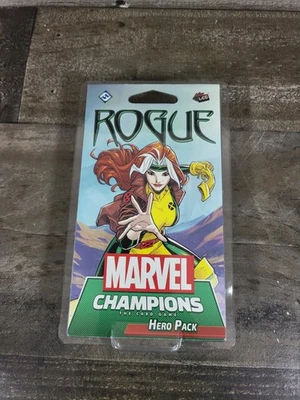 ROGUE
MARVEL
CHAMPIONS
THE CARD GAME
HERO PACK